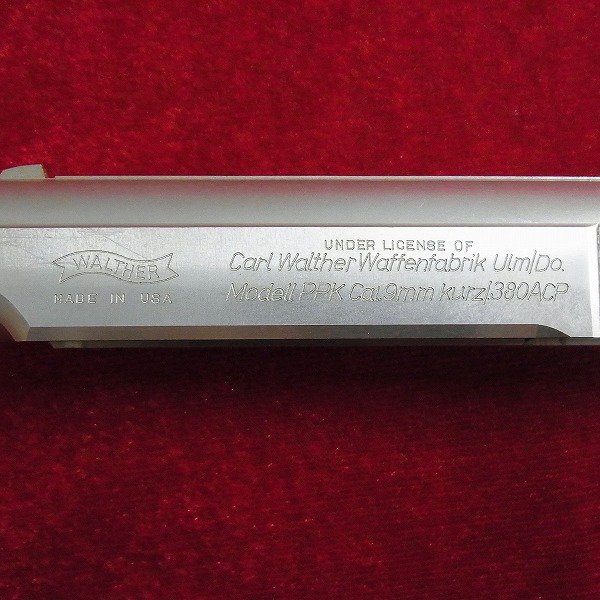 WALTHER
MADE IN USA
UNDER LICENSE OF
Carl Walther Waffenfabrik Ulm/Do.
Modell PPK Cal.9mm kurz/.380ACP